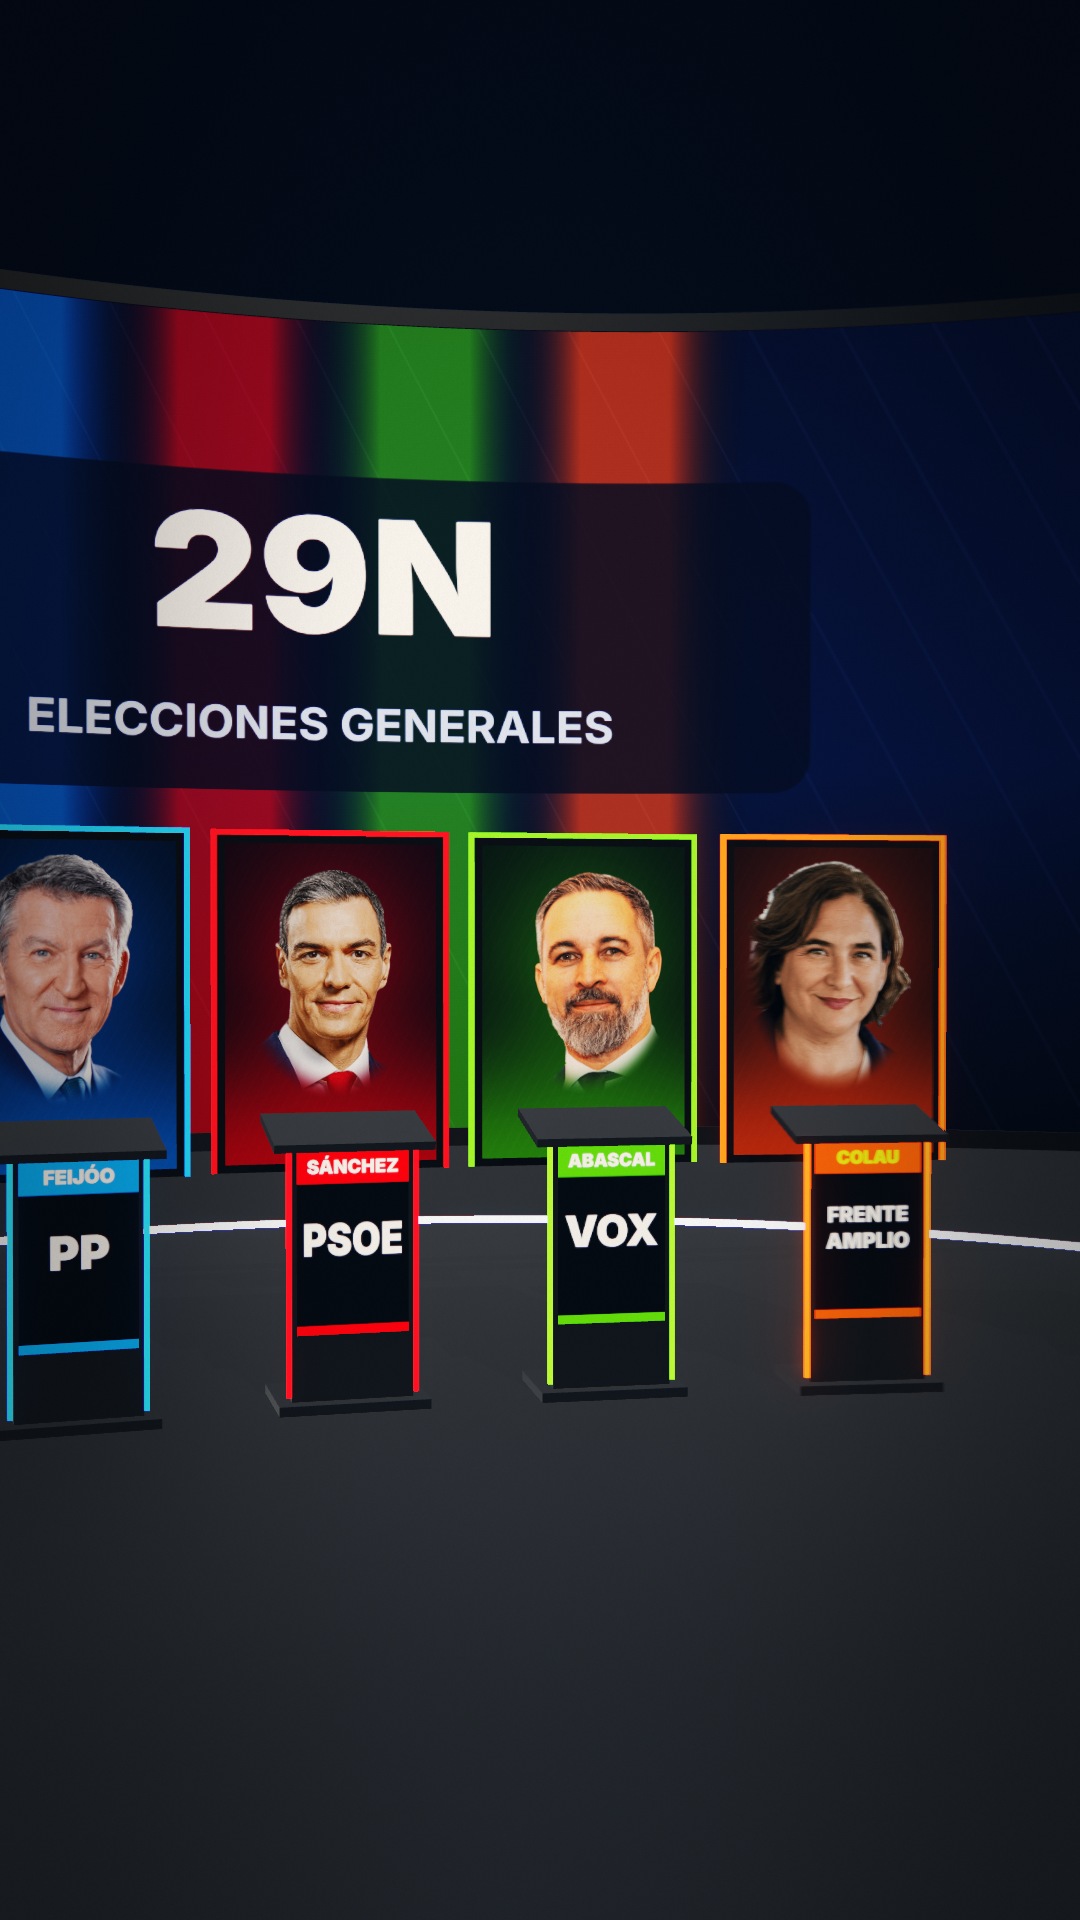 29N
ELECCIONES GENERALES
FEIJÓO
PP
SÁNCHEZ
PSOE
ABASCAL
VOX
COLAU
FRENTE
AMPLIO